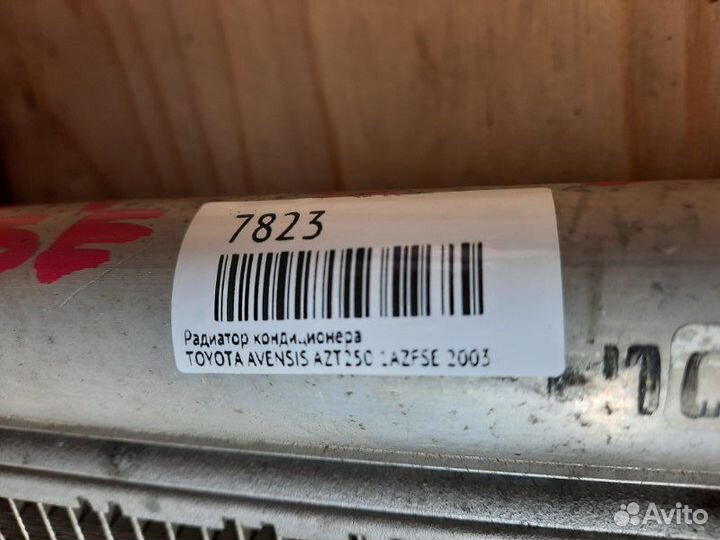 7823
Радиатор кондиционера
TOYOTA AVENSIS AZT250 1AZFSE 2003
Avito